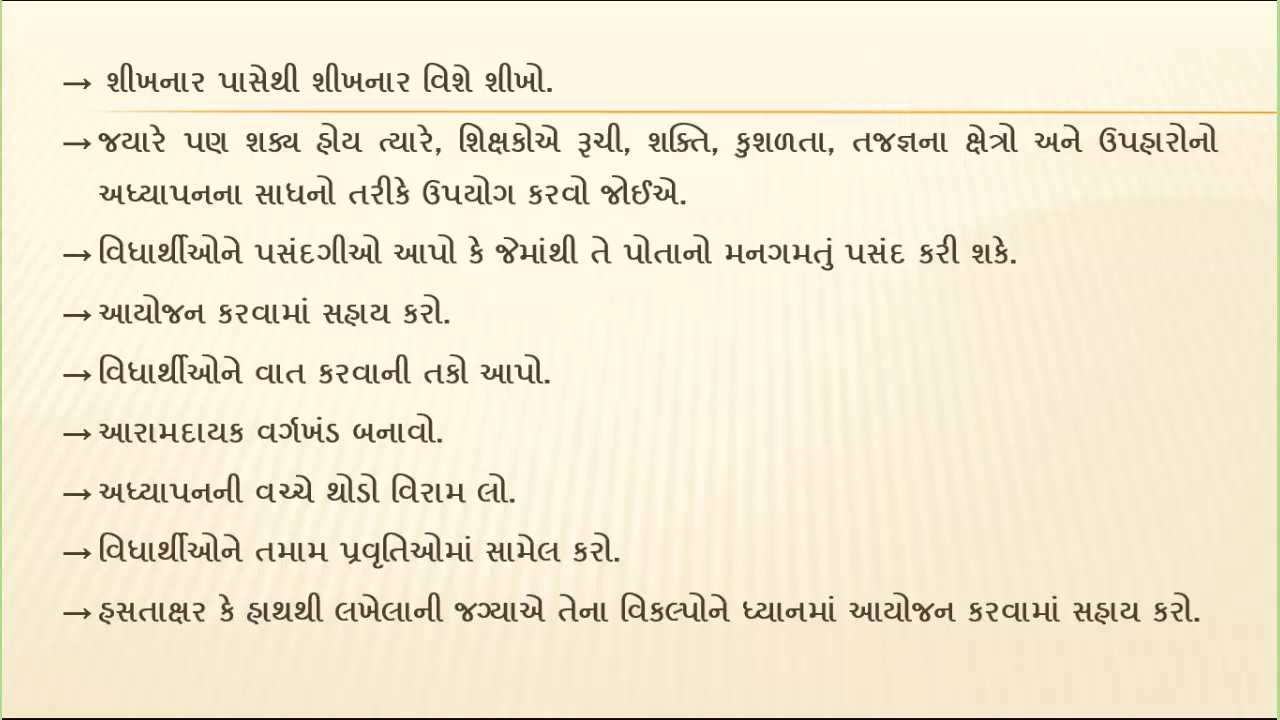 → શીખનાર પાસેથી શીખનાર વિશે શીખો.
→ જયારે પણ શક્ય હોય ત્યારે, શિક્ષકોએ રૂચી, શક્તિ, કુશળતા, તજજ્ઞના ક્ષેત્રો અને ઉપહારોનો
અધ્યાપનના સાધનો તરીકે ઉપયોગ કરવો જોઈએ.
→ વિધાર્થીઓને પસંદગીઓ આપો કે જેમાંથી તે પોતાનો મનગમતું પસંદ કરી શકે.
→ આયોજન કરવામાં સહાય કરો.
→ વિધાર્થીઓને વાત કરવાની તકો આપો.
→ આરામદાયક વર્ગખંડ બનાવો.
→ અધ્યાપનની વચ્ચે થોડો વિરામ લો.
→ વિધાર્થીઓને તમામ પ્રવૃતિઓમાં સામેલ કરો.
→ હસતાક્ષર કે હાથથી લખેલાની જગ્યાએ તેના વિકલ્પોને ધ્યાનમાં આયોજન કરવામાં સહાય કરો.